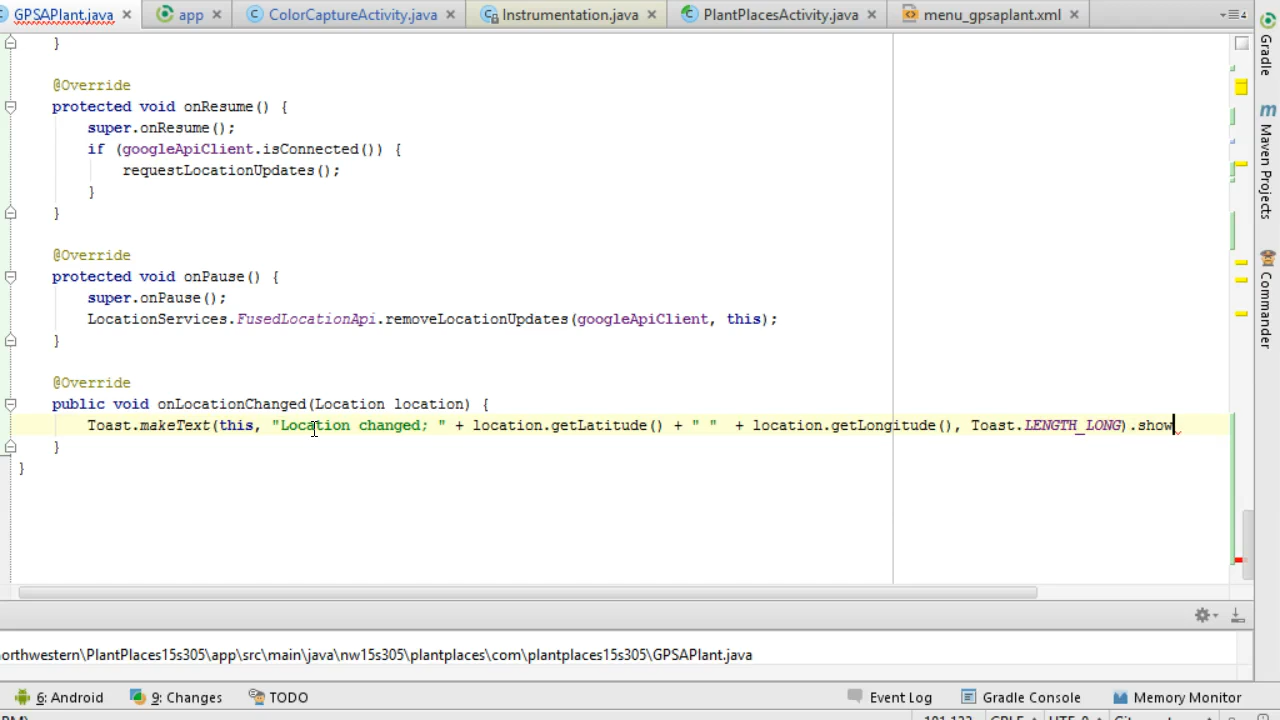 GPSAPlant.java app ColorCaptureActivity.java Instrumentation.java PlantPlacesActivity.java menu_gpsaplant.xml 4
}
@Override
protected void onResume() {
super.onResume();
if (googleApiClient.isConnected()) {
requestLocationUpdates();
}
}
@Override
protected void onPause() {
super.onPause();
LocationServices.FusedLocationApi.removeLocationUpdates(googleApiClient, this);
}
@Override
public void onLocationChanged(Location location) {
Toast.makeText(this, "Location changed; " + location.getLatitude() + " "  + location.getLongitude(), Toast.LENGTH_LONG).show
}
}
Gradle
m Maven Projects
Commander
orthwestern\PlantPlaces15s305\app\src\main\java\nw15s305\plantplaces\com\plantplaces15s305\GPSAPlant.java
6: Android 9: Changes TODO Event Log Gradle Console Memory Monitor